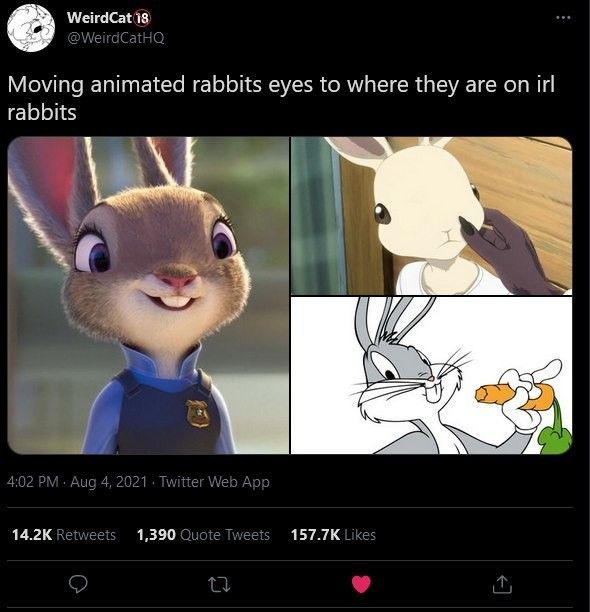 WeirdCat🔞
@WeirdCatHQ
Moving animated rabbits eyes to where they are on irl
rabbits
4:02 PM · Aug 4, 2021 · Twitter Web App
14.2K Retweets 1,390 Quote Tweets 157.7K Likes